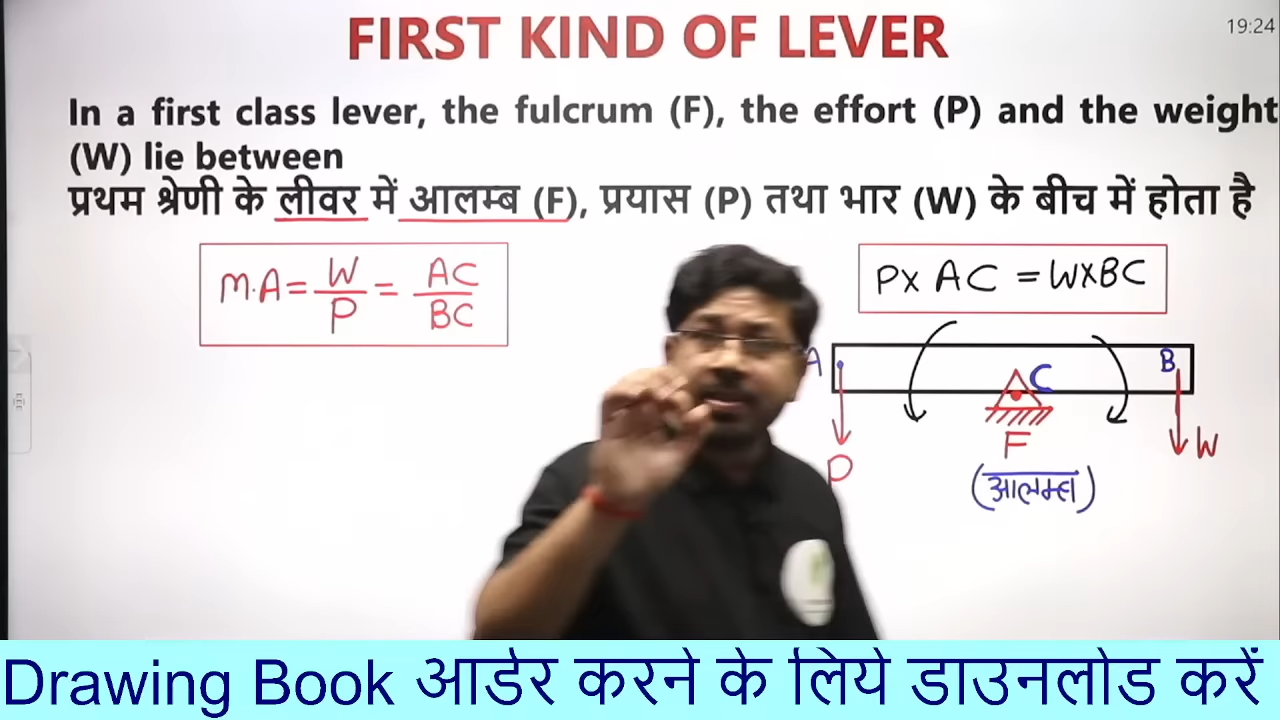 FIRST KIND OF LEVER
19:24
In a first class lever, the fulcrum (F), the effort (P) and the weight
(W) lie between
प्रथम श्रेणी के लीवर में आलम्ब (F), प्रयास (P) तथा भार (W) के बीच में होता है
M.A = W/P = AC/BC
P x AC = W x BC
A
C
B
F
W
P
(आलम्ब)
Drawing Book आर्डर करने के लिये डाउनलोड करें